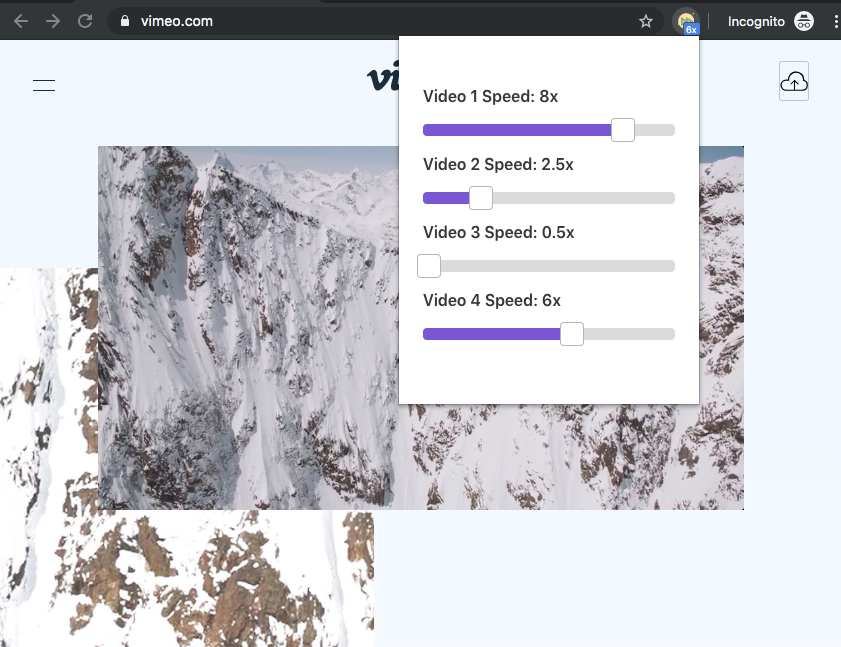 vimeo.com
6x
Incognito
vi
Video 1 Speed: 8x
Video 2 Speed: 2.5x
Video 3 Speed: 0.5x
Video 4 Speed: 6x